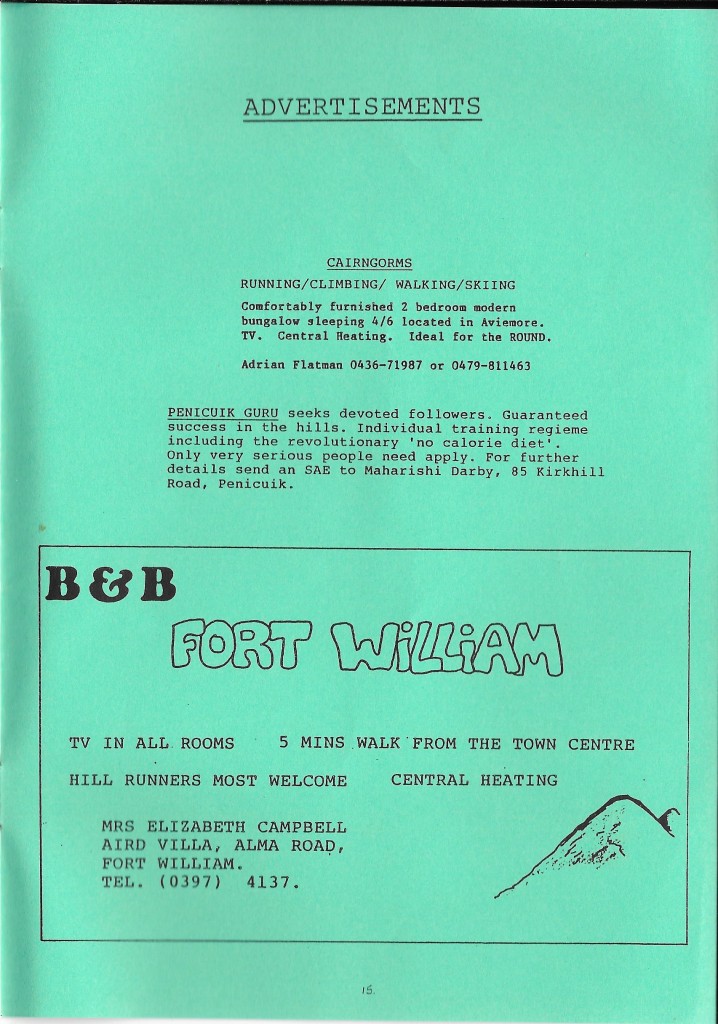 ADVERTISEMENTS
CAIRNGORMS
RUNNING/CLIMBING/ WALKING/SKIING
Comfortably furnished 2 bedroom modern
bungalow sleeping 4/6 located in Aviemore.
TV. Central Heating. Ideal for the ROUND.
Adrian Flatman 0436-71987 or 0479-811463
PENICUIK GURU seeks devoted followers. Guaranteed
success in the hills. Individual training regieme
including the revolutionary 'no calorie diet'.
Only very serious people need apply. For further
details send an SAE to Maharishi Darby, 85 Kirkhill
Road, Penicuik.
B & B
FORT WiLLiAM
TV IN ALL ROOMS 5 MINS WALK FROM THE TOWN CENTRE
HILL RUNNERS MOST WELCOME CENTRAL HEATING
MRS ELIZABETH CAMPBELL
AIRD VILLA, ALMA ROAD,
FORT WILLIAM.
TEL. (0397) 4137.
15.